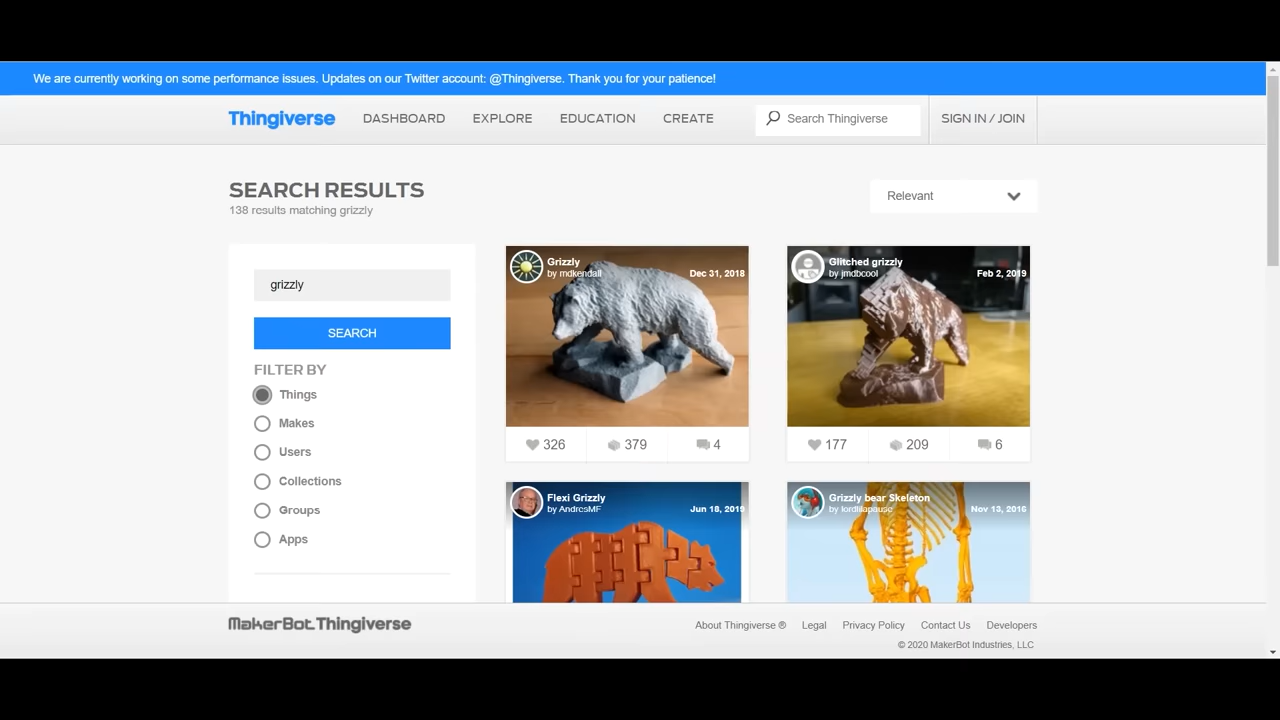 We are currently working on some performance issues. Updates on our Twitter account: @Thingiverse. Thank you for your patience!
Thingiverse DASHBOARD EXPLORE EDUCATION CREATE Search Thingiverse SIGN IN / JOIN
SEARCH RESULTS
138 results matching grizzly
Relevant
grizzly
SEARCH
FILTER BY
Things
Makes
Users
Collections
Groups
Apps
Grizzly
by mdkendall Dec 31, 2018
326 379 4
Glitched grizzly
by jmdbcool Feb 2, 2019
177 209 6
Flexi Grizzly
by AndresMF Jun 18, 2019
Grizzly bear Skeleton
by lordlilapause Nov 13, 2016
MakerBot Thingiverse
About Thingiverse ® Legal Privacy Policy Contact Us Developers
© 2020 MakerBot Industries, LLC